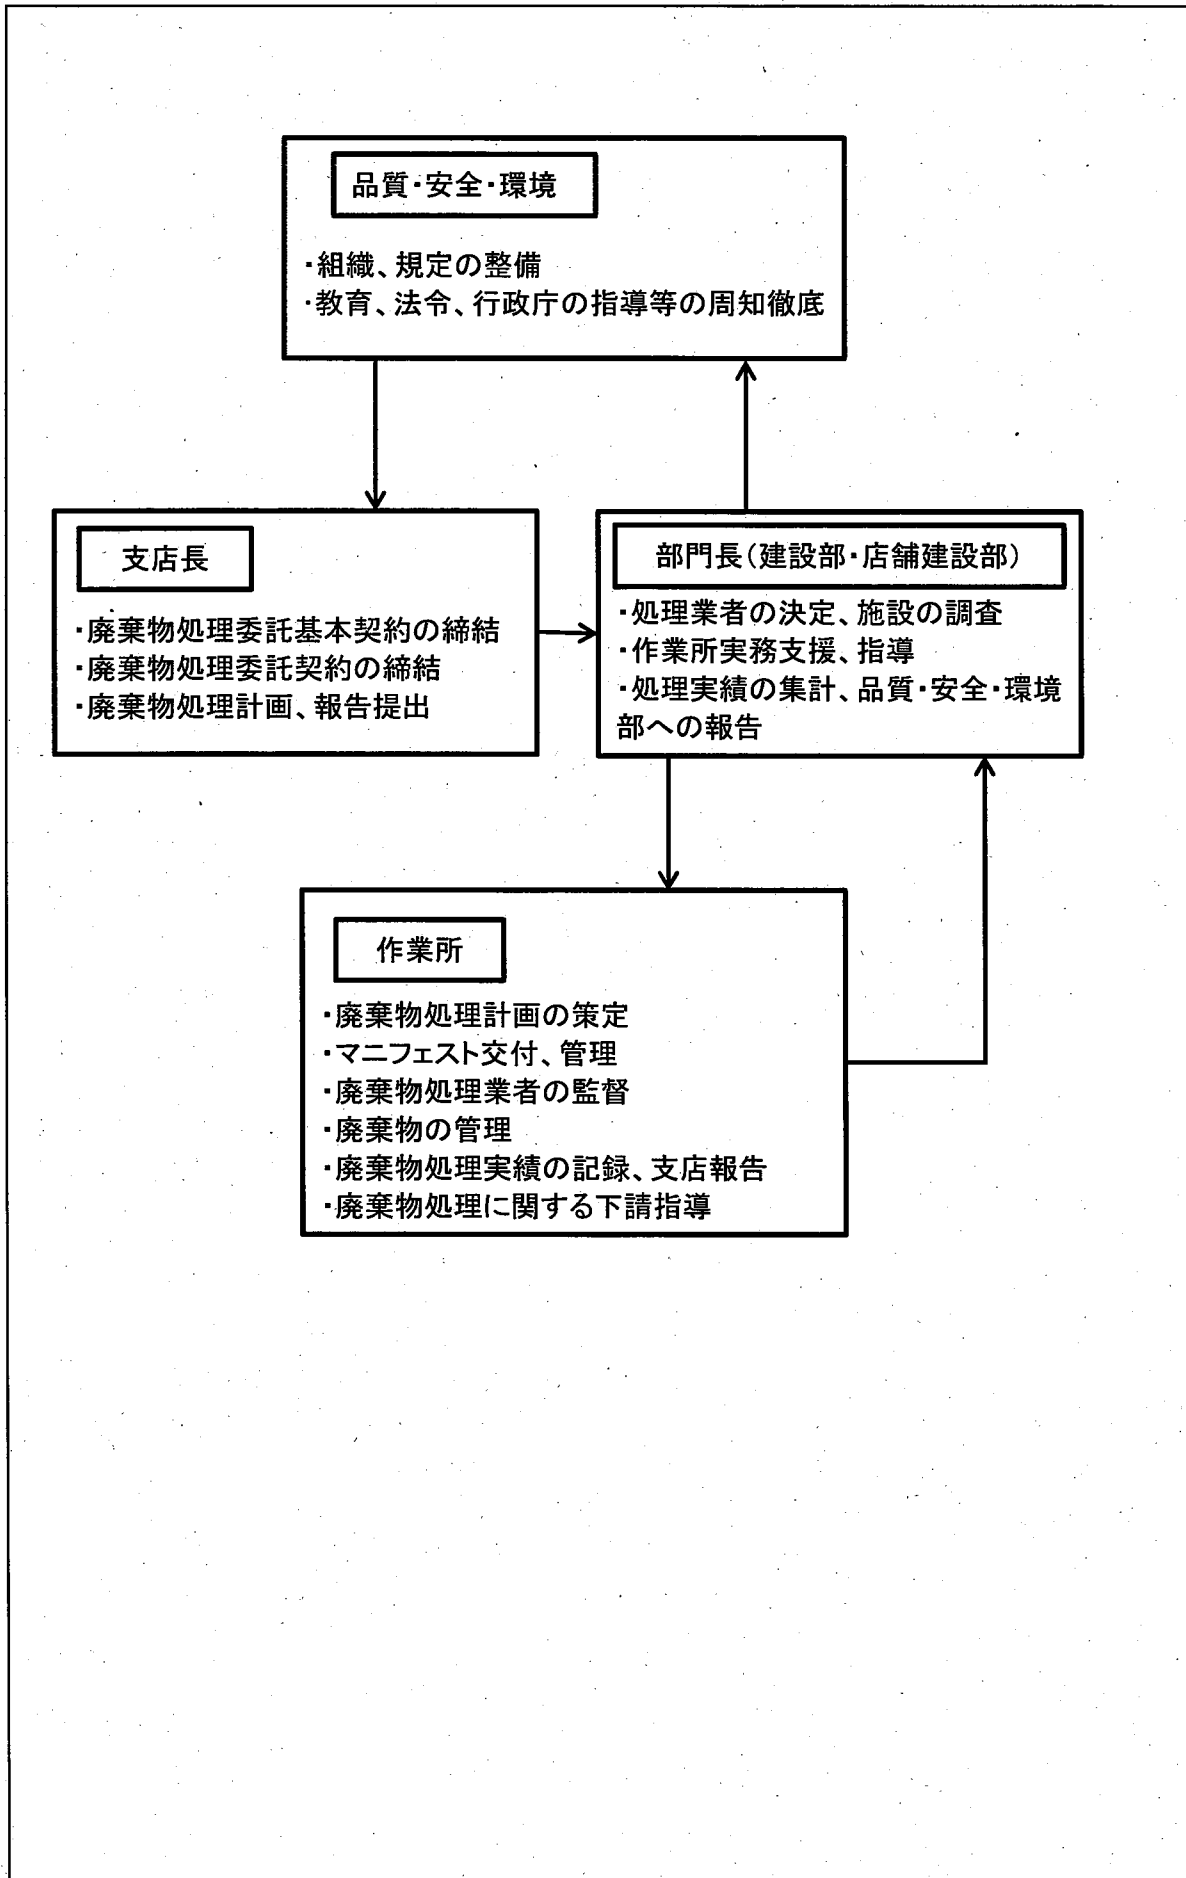 品質・安全・環境
・組織、規定の整備
・教育、法令、行政庁の指導等の周知徹底
支店長
・廃棄物処理委託基本契約の締結
・廃棄物処理委託契約の締結
・廃棄物処理計画、報告提出
部門長(建設部・店舗建設部)
・処理業者の決定、施設の調査
・作業所実務支援、指導
・処理実績の集計、品質・安全・環境
部への報告
作業所
・廃棄物処理計画の策定
・マニフェスト交付、管理
・廃棄物処理業者の監督
・廃棄物の管理
・廃棄物処理実績の記録、支店報告
・廃棄物処理に関する下請指導